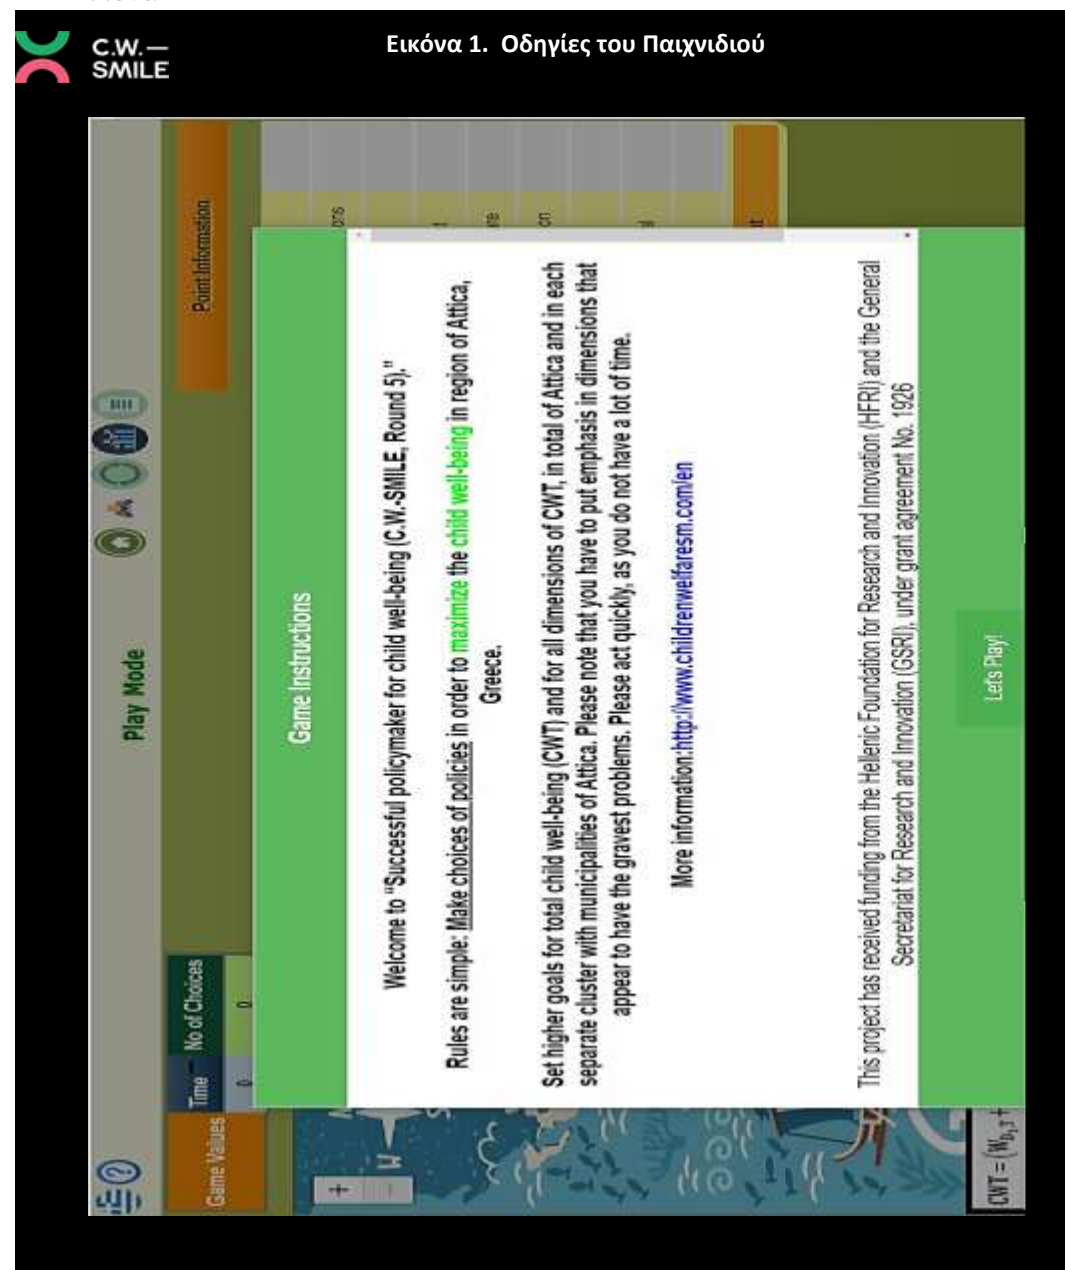 C.W.—
SMILE
Εικόνα 1. Οδηγίες του Παιχνιδιού
Play Mode
Game Values
Time
No of Choices
0
0
Point Information
Game Instructions
Welcome to "Successful policymaker for child well-being (C.W.-SMILE, Round 5)."
Rules are simple: Make choices of policies in order to maximize the child well-being in region of Attica,
Greece.
Set higher goals for total child well-being (CWT) and for all dimensions of CWT, in total of Attica and in each
separate cluster with municipalities of Attica. Please note that you have to put emphasis in dimensions that
appear to have the gravest problems. Please act quickly, as you do not have a lot of time.
More information:http://www.childrenwelfaresm.com/en
This project has received funding from the Hellenic Foundation for Research and Innovation (HFRI) and the General
Secretariat for Research and Innovation (GSRI), under grant agreement No. 1926
Let's Play!
W
+
CWT = (W